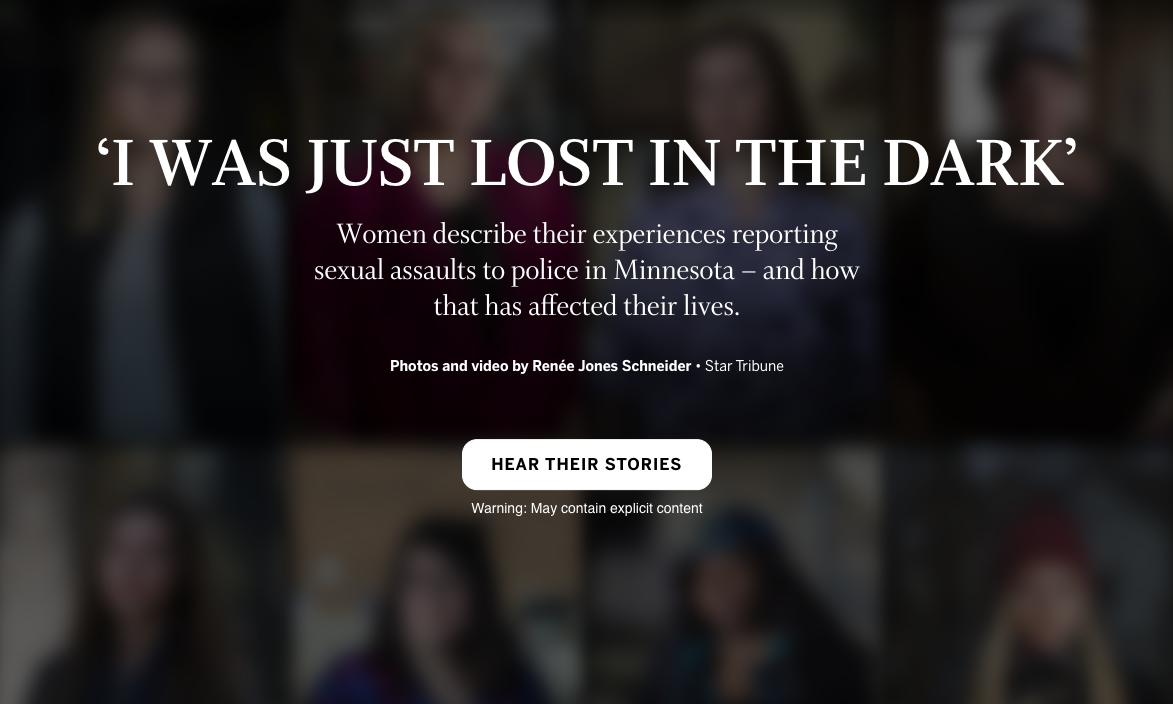 ‘I WAS JUST LOST IN THE DARK’
Women describe their experiences reporting
sexual assaults to police in Minnesota – and how
that has affected their lives.
Photos and video by Renée Jones Schneider • Star Tribune
HEAR THEIR STORIES
Warning: May contain explicit content